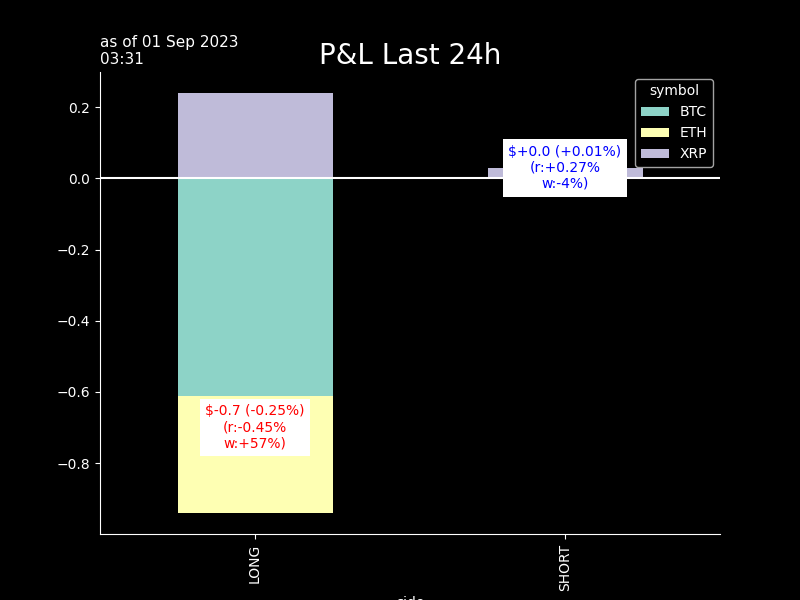 as of 01 Sep 2023
03:31
P&L Last 24h
symbol
BTC
ETH
XRP
0.2
0.0
−0.2
−0.4
−0.6
−0.8
$+0.0 (+0.01%)
(r:+0.27%
w:-4%)
$-0.7 (-0.25%)
(r:-0.45%
w:+57%)
LONG
SHORT
side